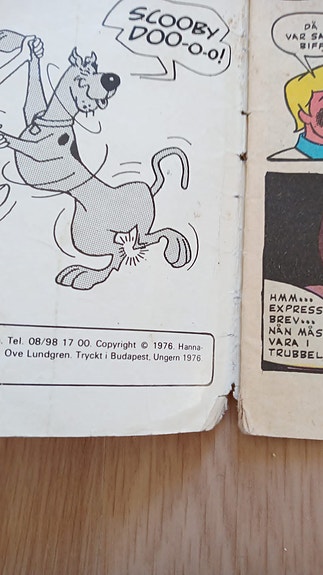 SCOOBY
DOO-O-O!
Tel. 08/98 17 00. Copyright © 1976. Hanna-
Ove Lundgren. Tryckt i Budapest, Ungern 1976.
DÅ
VAR SA
BIFF
HMM...
EXPRESS
BREV...
NÅN MÅS
VARA I
TRUBBEL